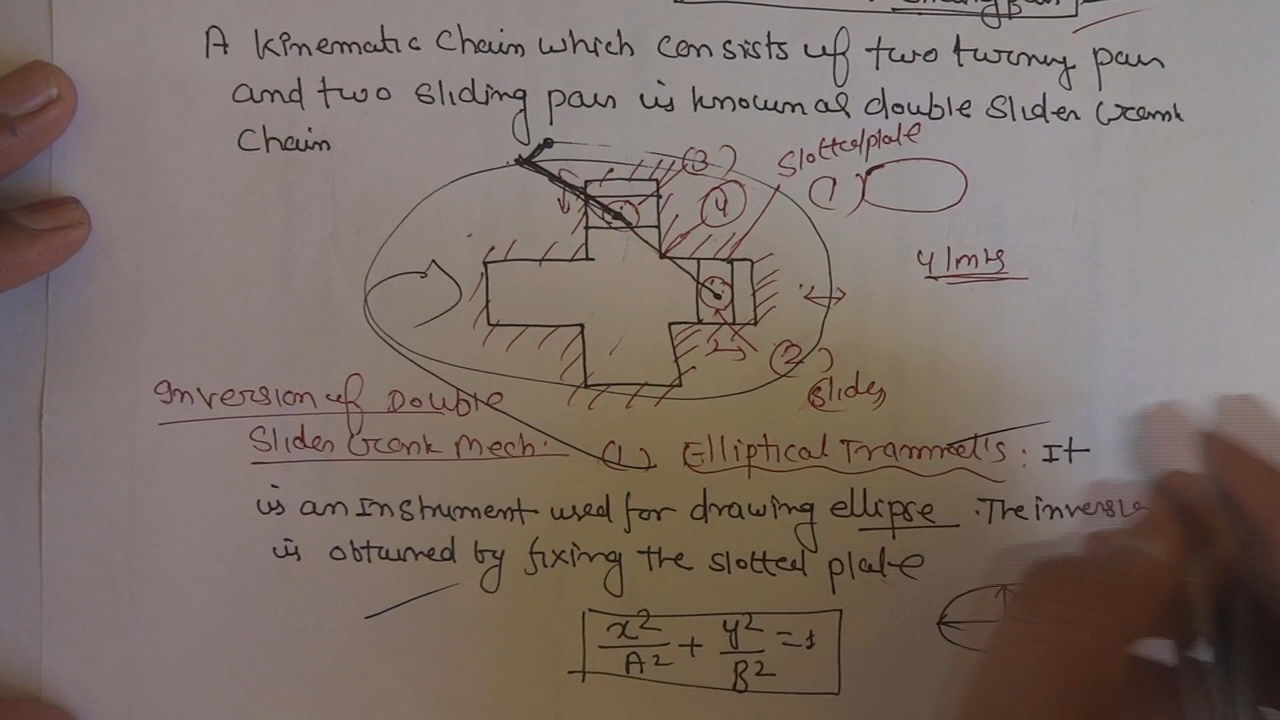 A Kinematic Chain which consists of two turning pair
and two sliding pair is known as double Slider Crank
Chain
(3)
Slotted plate
(4)
(1)
4 links
(2)
Slider
Inversion of Double
Slider Crank Mech.
(1) Elliptical Trammel's : It
is an Instrument used for drawing ellipse . The inversio
is obtained by fixing the slotted plate
x²/A² + y²/B² = 1